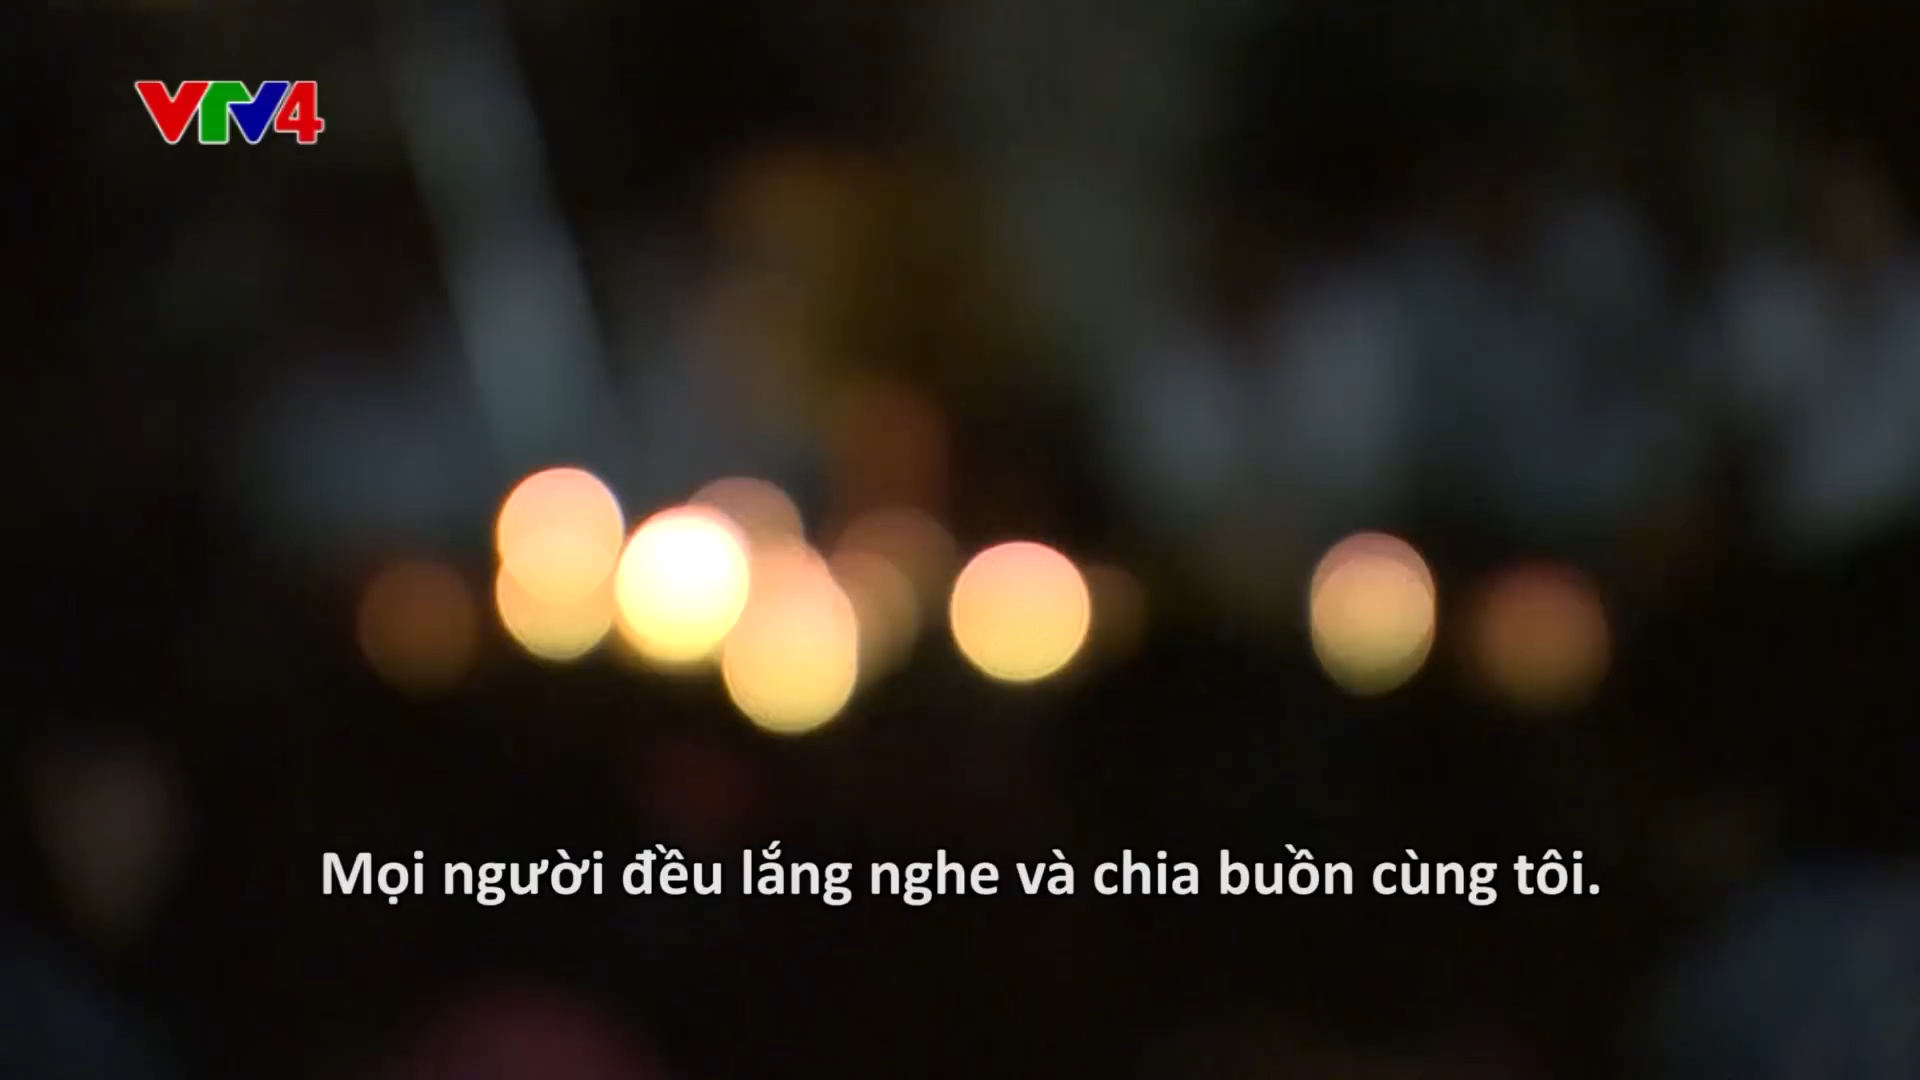 VTV4
Mọi người đều lắng nghe và chia buồn cùng tôi.